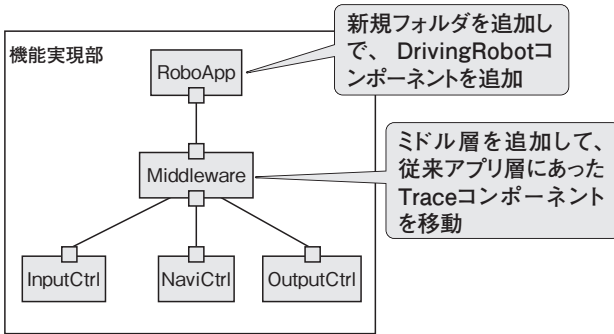 機能実現部
RoboApp
新規フォルダを追加し
で、 DrivingRobotコ
ンポーネントを追加
Middleware
ミドル層を追加して、
従来アプリ層にあった
Traceコンポーネント
を移動
InputCtrl
NaviCtrl
OutputCtrl